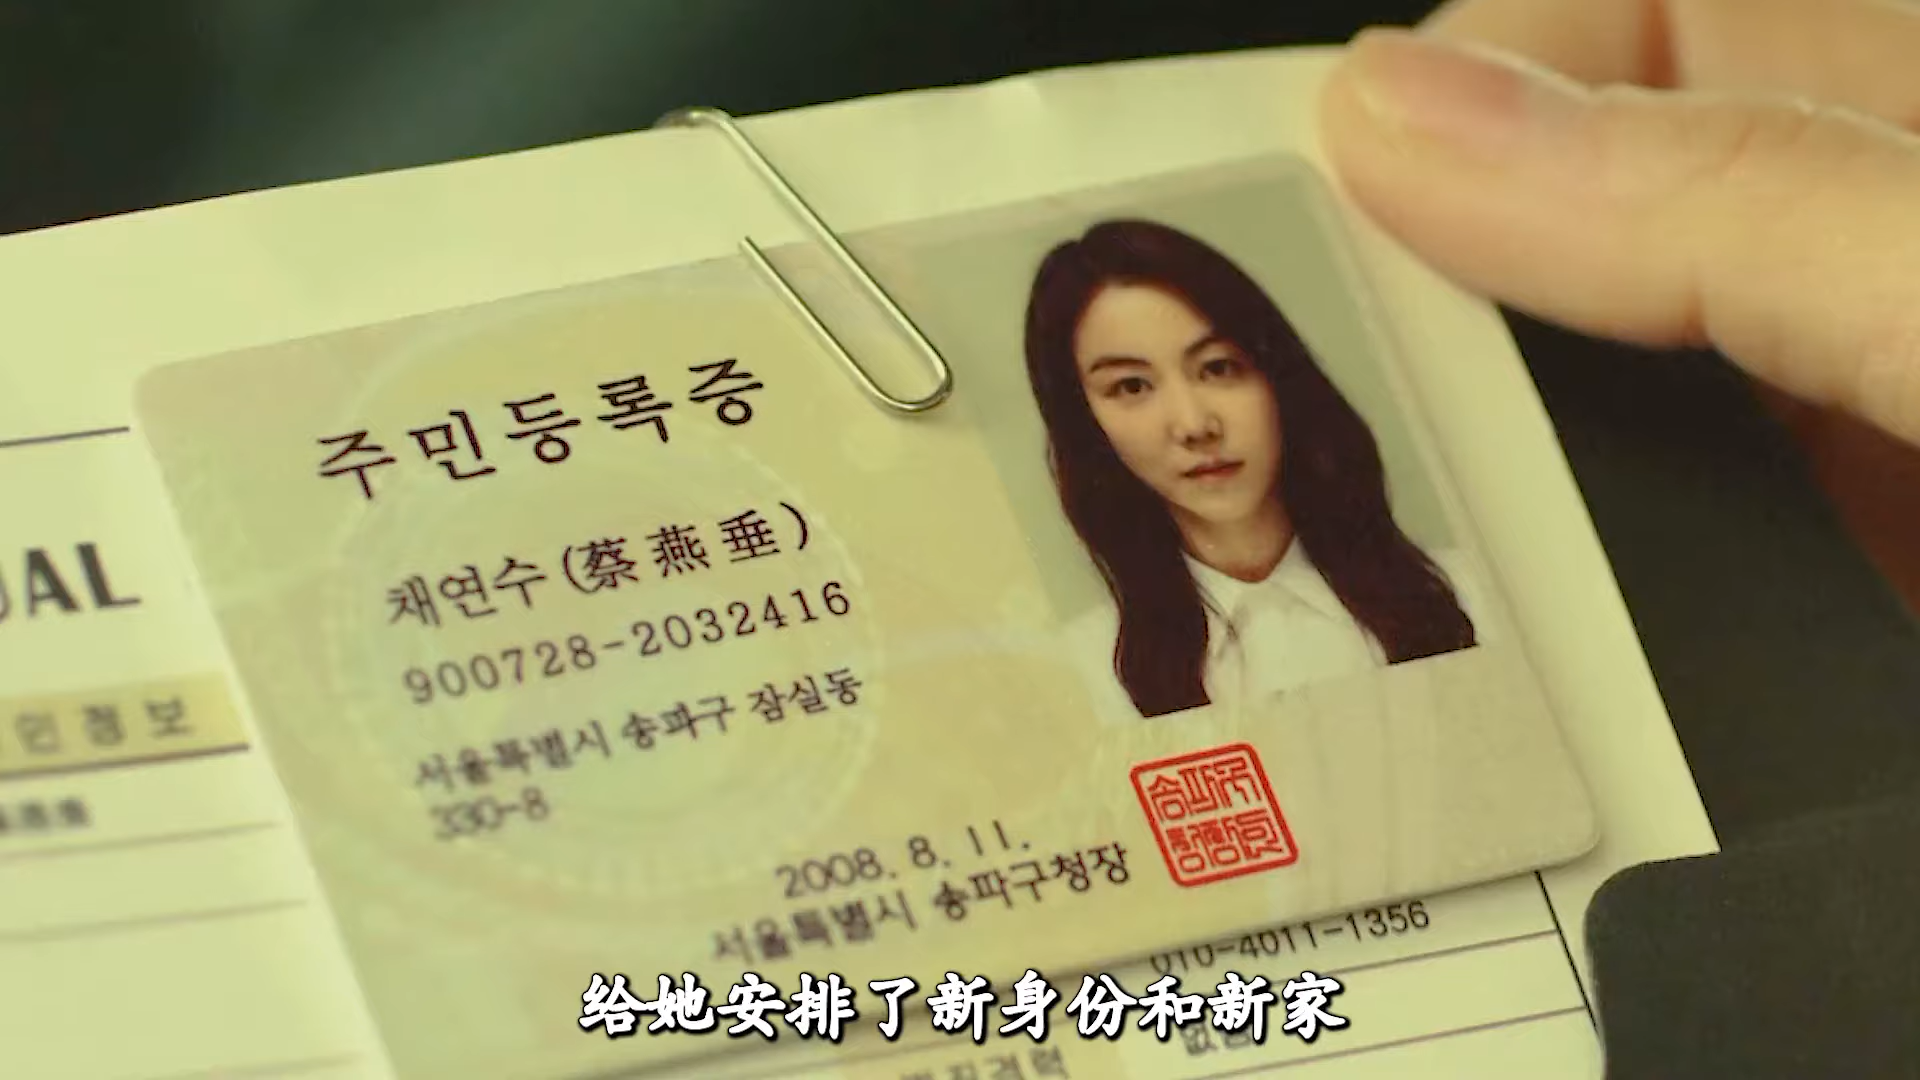 주민등록증
채연수(蔡燕垂)
900728-2032416
서울특별시 송파구 잠실동
330-8
2008. 8. 11.
서울특별시 송파구청장
UAL
인정보
010-4011-1356
없음
给她安排了新身份和新家